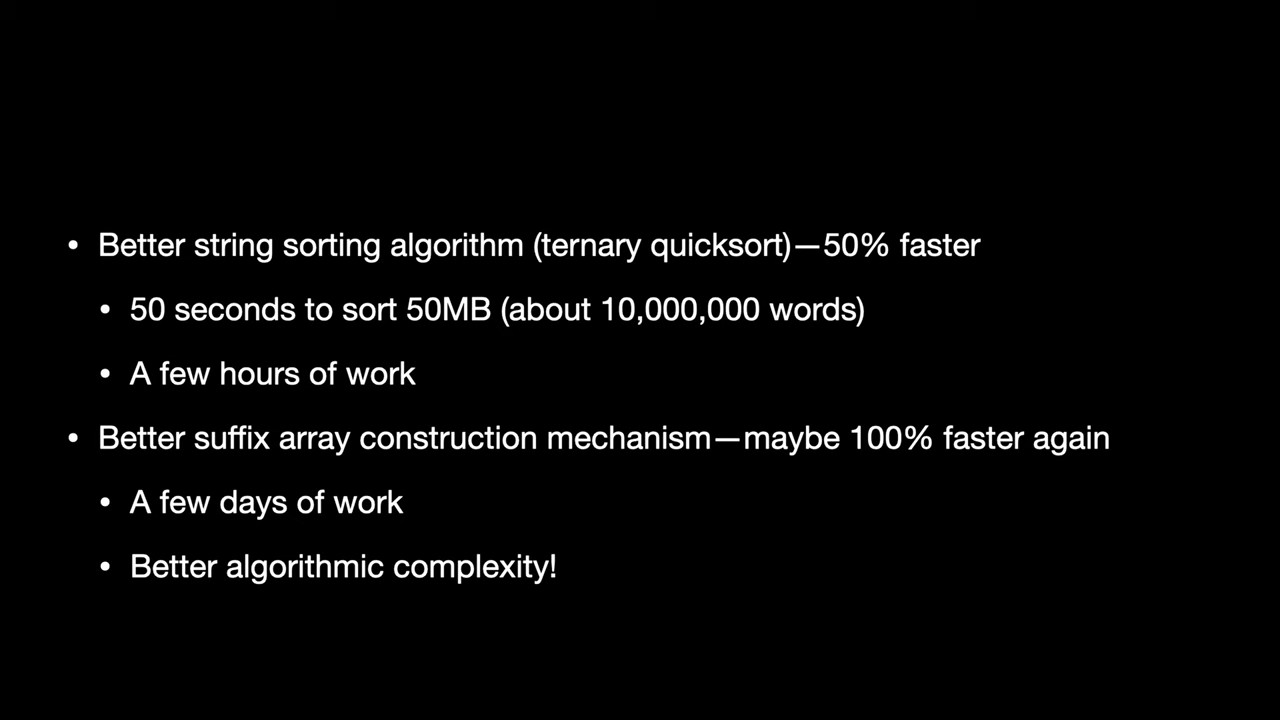 • Better string sorting algorithm (ternary quicksort)—50% faster
• 50 seconds to sort 50MB (about 10,000,000 words)
• A few hours of work
• Better suffix array construction mechanism—maybe 100% faster again
• A few days of work
• Better algorithmic complexity!